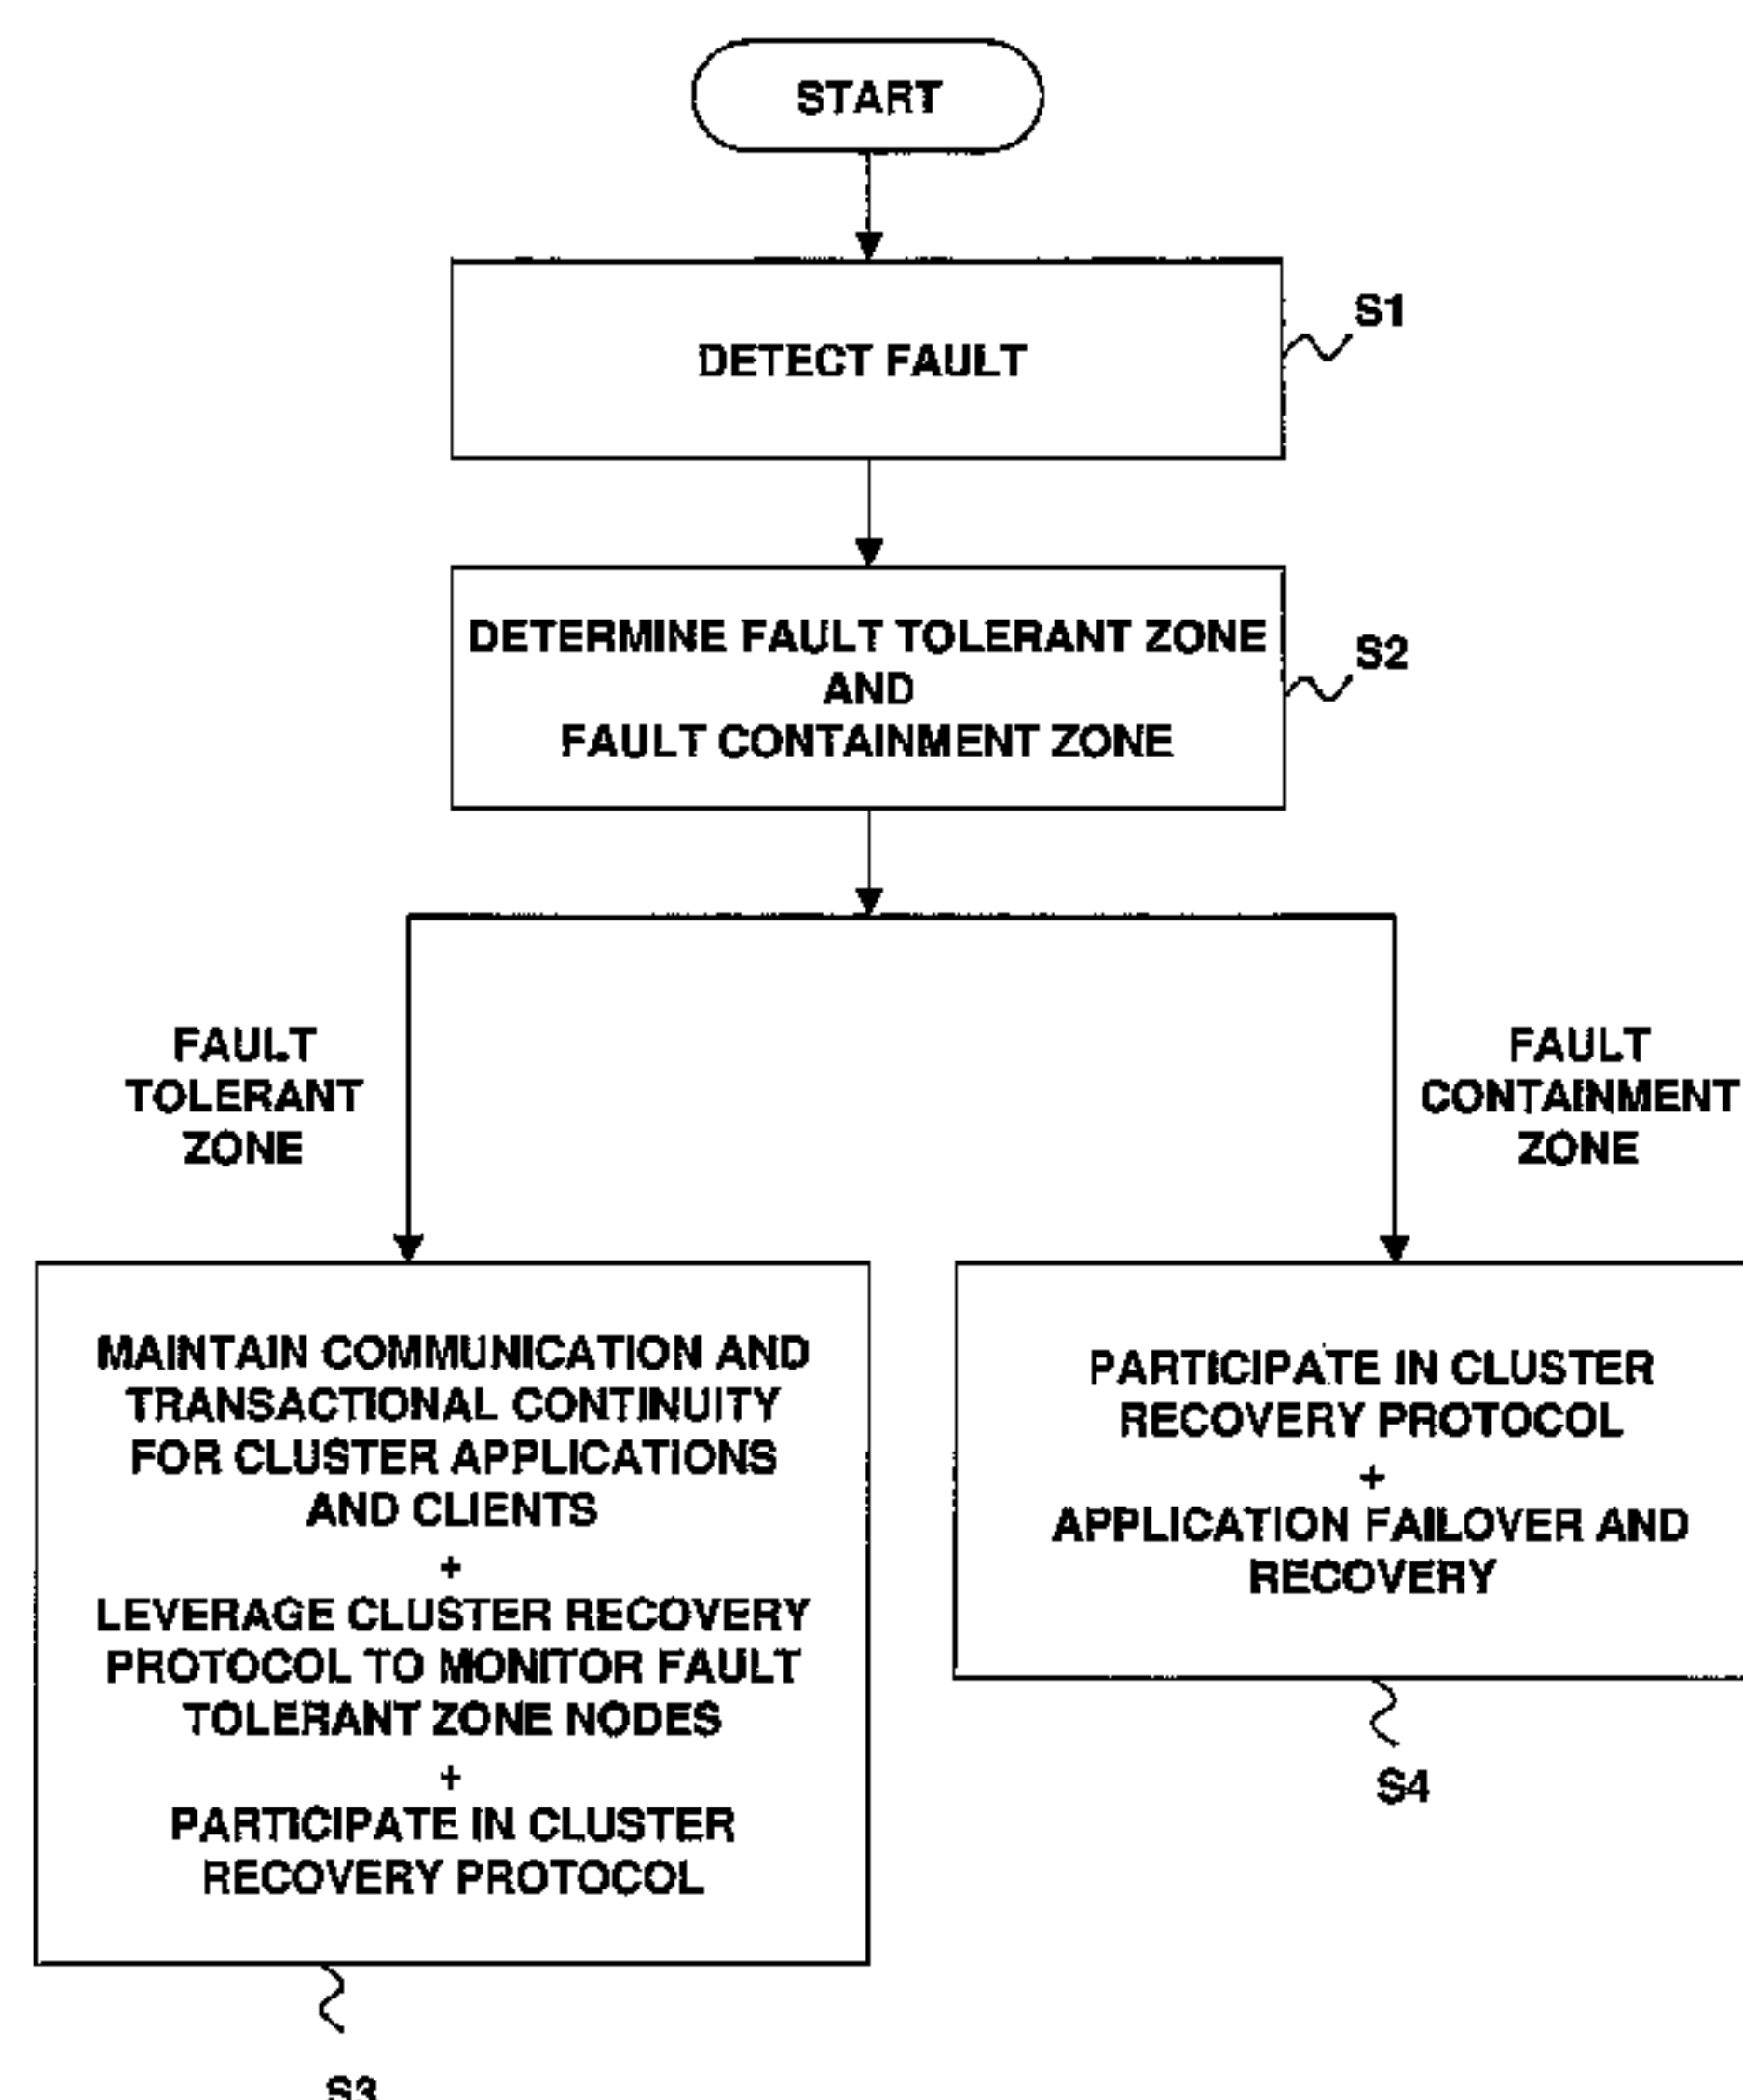 START
DETECT FAULT
S1
DETERMINE FAULT TOLERANT ZONE
AND
FAULT CONTAINMENT ZONE
S2
FAULT
TOLERANT
ZONE
FAULT
CONTAINMENT
ZONE
MAINTAIN COMMUNICATION AND
TRANSACTIONAL CONTINUITY
FOR CLUSTER APPLICATIONS
AND CLIENTS
+
LEVERAGE CLUSTER RECOVERY
PROTOCOL TO MONITOR FAULT
TOLERANT ZONE NODES
+
PARTICIPATE IN CLUSTER
RECOVERY PROTOCOL
S3
PARTICIPATE IN CLUSTER
RECOVERY PROTOCOL
+
APPLICATION FAILOVER AND
RECOVERY
S4